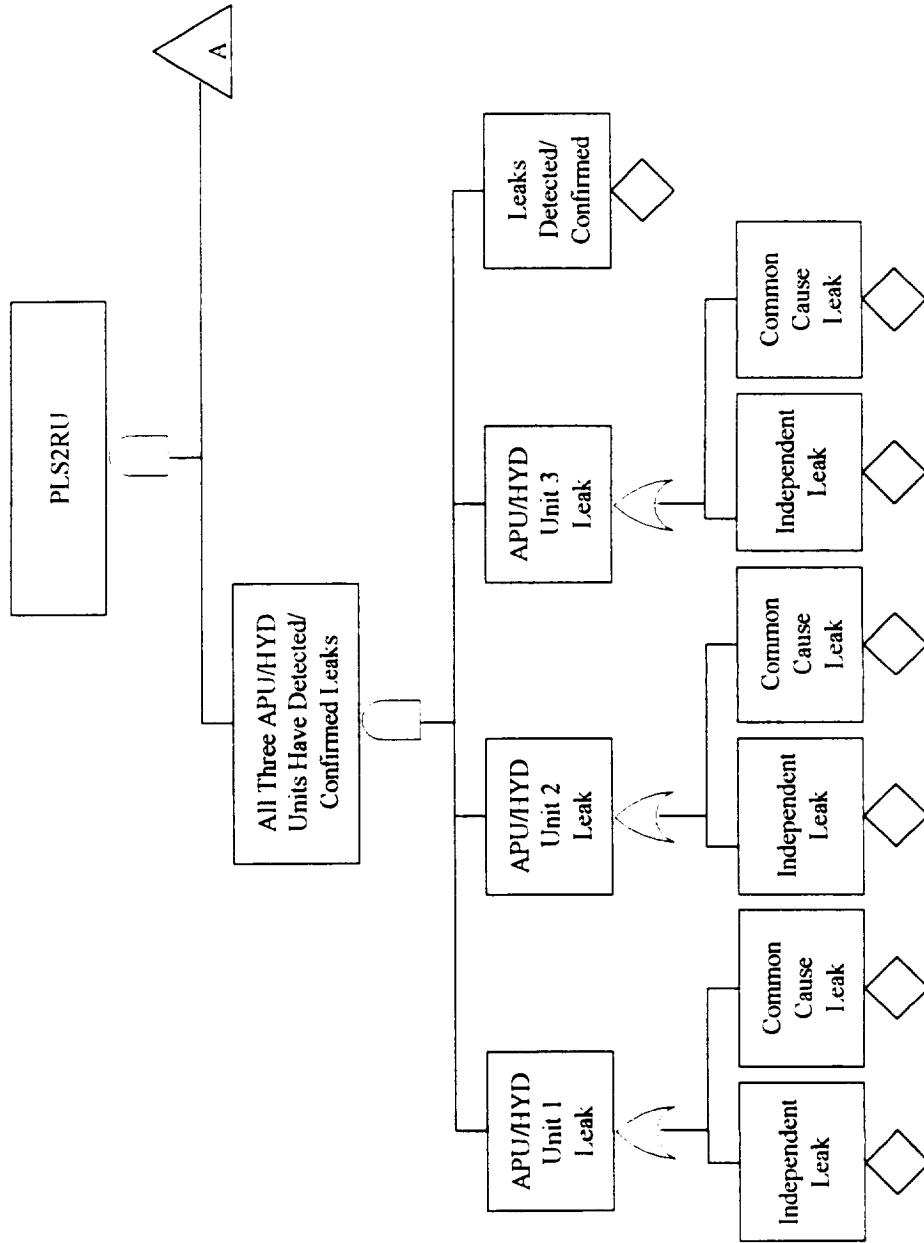 PLS2RU
A
All Three APU/HYD
Units Have Detected/
Confirmed Leaks
APU/HYD
Unit 1
Leak
APU/HYD
Unit 2
Leak
APU/HYD
Unit 3
Leak
Leaks
Detected/
Confirmed
Independent
Leak
Common
Cause
Leak
Independent
Leak
Common
Cause
Leak
Independent
Leak
Common
Cause
Leak